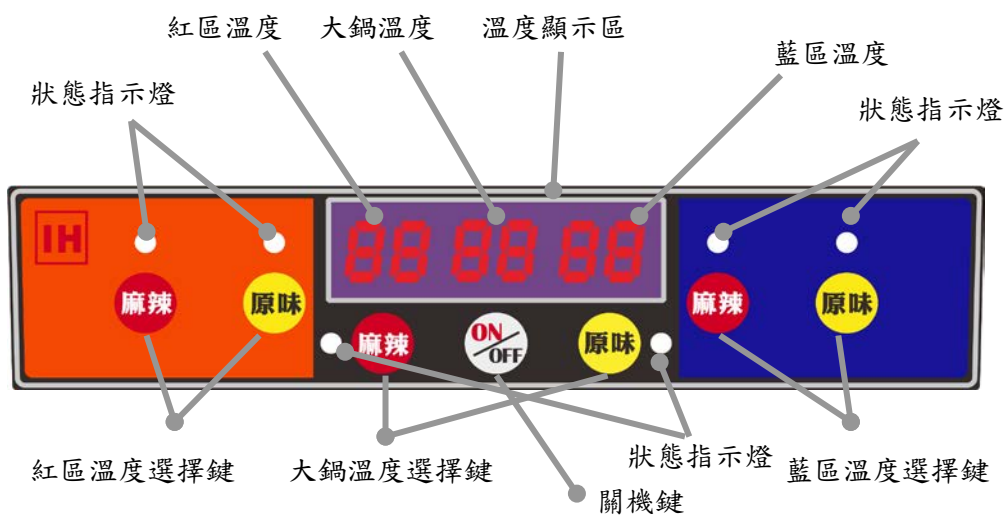 紅區溫度 大鍋溫度 溫度顯示區
藍區溫度
狀態指示燈 狀態指示燈
IH 88 88 88
麻辣 原味 麻辣 原味
麻辣 ON/OFF 原味
紅區溫度選擇鍵 大鍋溫度選擇鍵 狀態指示燈 藍區溫度選擇鍵
關機鍵